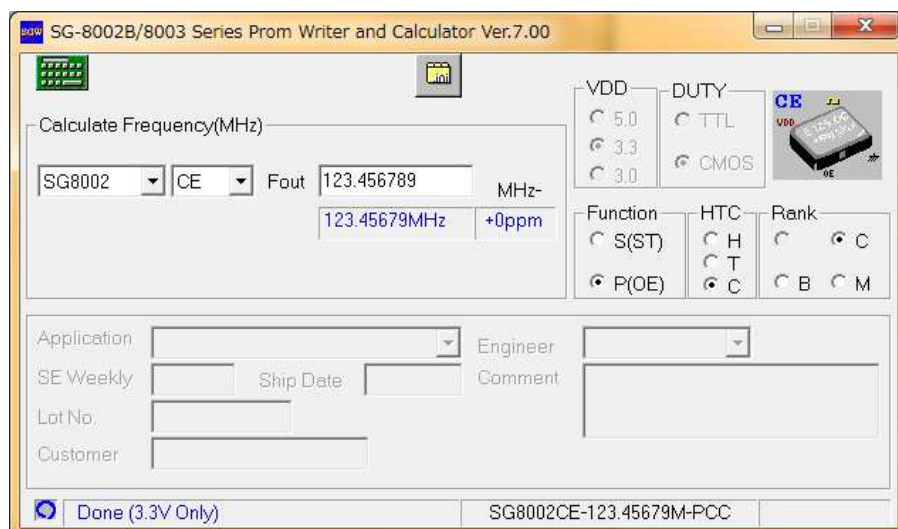 SG-8002B/8003 Series Prom Writer and Calculator Ver.7.00
.ini
Calculate Frequency(MHz)
SG8002 CE Fout 123.456789 MHz-
123.45679MHz +0ppm
VDD
5.0
3.3
3.0
DUTY
TTL
CMOS
CE
VDD
OE
Function
S(ST)
P(OE)
HTC
H
T
C
Rank
C
B M
Application
Engineer
SE Weekly Ship Date
Comment
Lot No.
Customer
Done (3.3V Only) SG8002CE-123.45679M-PCC